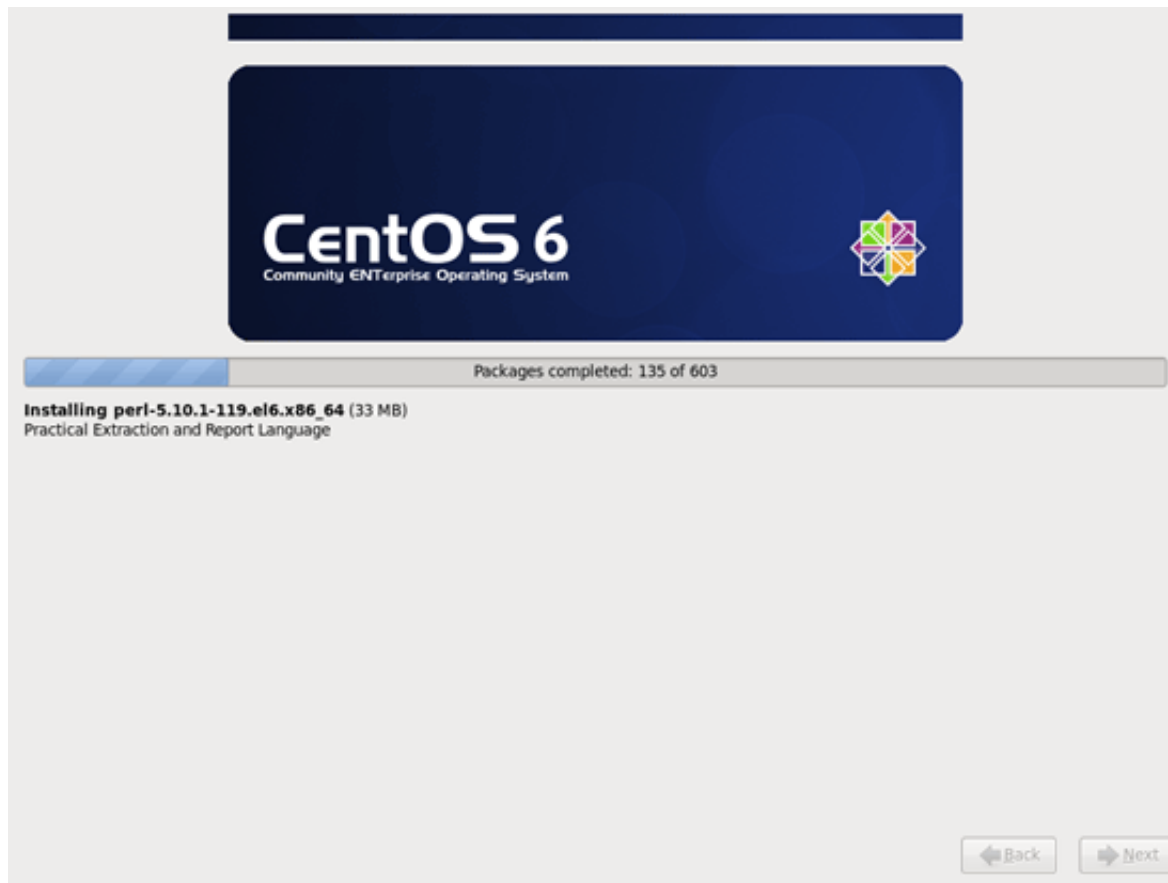 CentOS 6
Community ENTerprise Operating System
Packages completed: 135 of 603
Installing perl-5.10.1-119.el6.x86_64 (33 MB)
Practical Extraction and Report Language
Back
Next